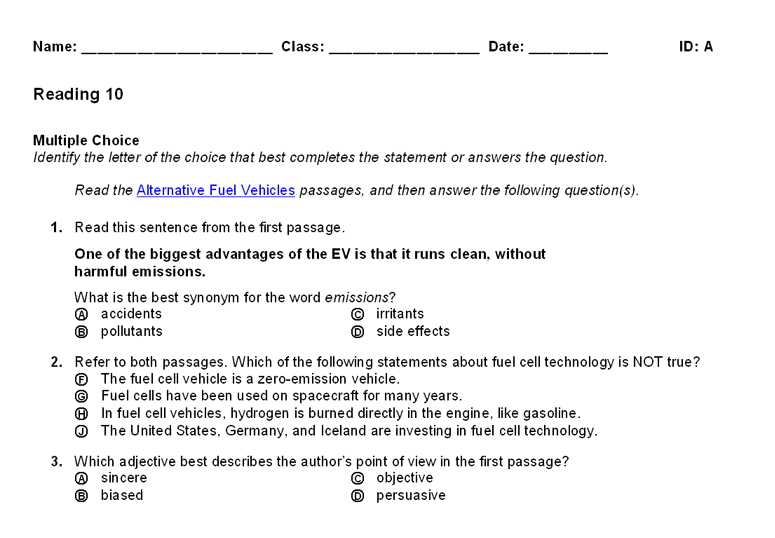 Name: ________________________ Class: ___________________ Date: __________ ID: A
Reading 10
Multiple Choice
Identify the letter of the choice that best completes the statement or answers the question.
Read the Alternative Fuel Vehicles passages, and then answer the following question(s).
1. Read this sentence from the first passage.
One of the biggest advantages of the EV is that it runs clean, without
harmful emissions.
What is the best synonym for the word emissions?
Ⓐ accidents Ⓒ irritants
Ⓑ pollutants Ⓓ side effects
2. Refer to both passages. Which of the following statements about fuel cell technology is NOT true?
Ⓕ The fuel cell vehicle is a zero-emission vehicle.
Ⓖ Fuel cells have been used on spacecraft for many years.
Ⓗ In fuel cell vehicles, hydrogen is burned directly in the engine, like gasoline.
Ⓙ The United States, Germany, and Iceland are investing in fuel cell technology.
3. Which adjective best describes the author's point of view in the first passage?
Ⓐ sincere Ⓒ objective
Ⓑ biased Ⓓ persuasive